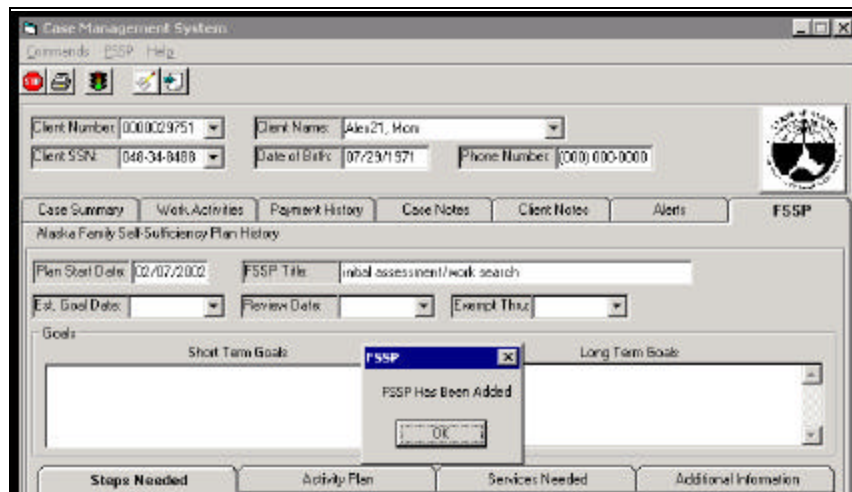 Case Management System
Commands FSSP Help
Client Number: 0000029751 Client Name: Alex21, Mom
Client SSN: 048-34-8488 Date of Birth: 07/29/1971 Phone Number: (000) 000-0000
Case Summary Work Activities Payment History Case Notes Client Notes Alerts FSSP
Alaska Family Self-Sufficiency Plan History
Plan Start Date: 02/07/2002 FSSP Title: initial assessment/work search
Est. Goal Date: Review Date: Exempt Thru:
Goals
Short Term Goals Long Term Goals
FSSP
FSSP Has Been Added
OK
Steps Needed Activity Plan Services Needed Additional Information